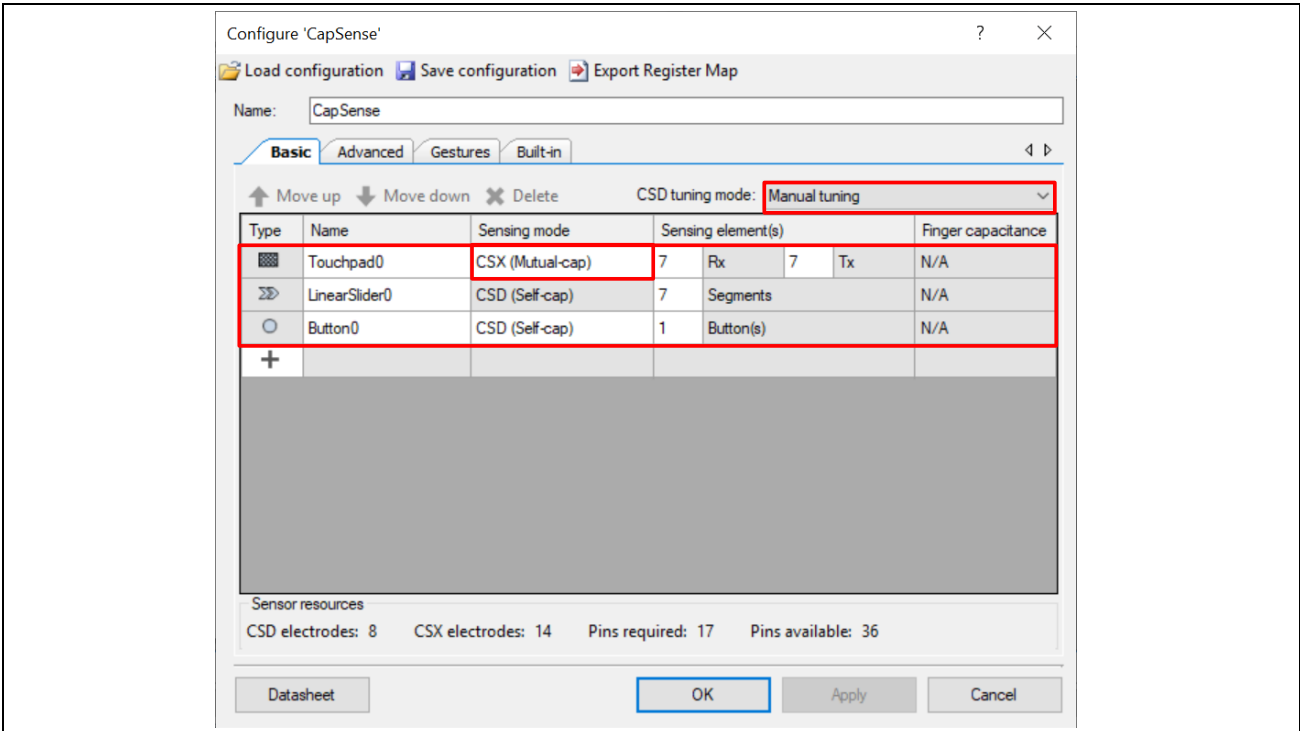 Configure 'CapSense'
?
Load configuration Save configuration Export Register Map
Name: CapSense
Basic Advanced Gestures Built-in
Move up Move down Delete CSD tuning mode: Manual tuning
Type Name Sensing mode Sensing element(s) Finger capacitance
Touchpad0 CSX (Mutual-cap) 7 Rx 7 Tx N/A
LinearSlider0 CSD (Self-cap) 7 Segments N/A
Button0 CSD (Self-cap) 1 Button(s) N/A
Sensor resources
CSD electrodes: 8 CSX electrodes: 14 Pins required: 17 Pins available: 36
Datasheet OK Apply Cancel